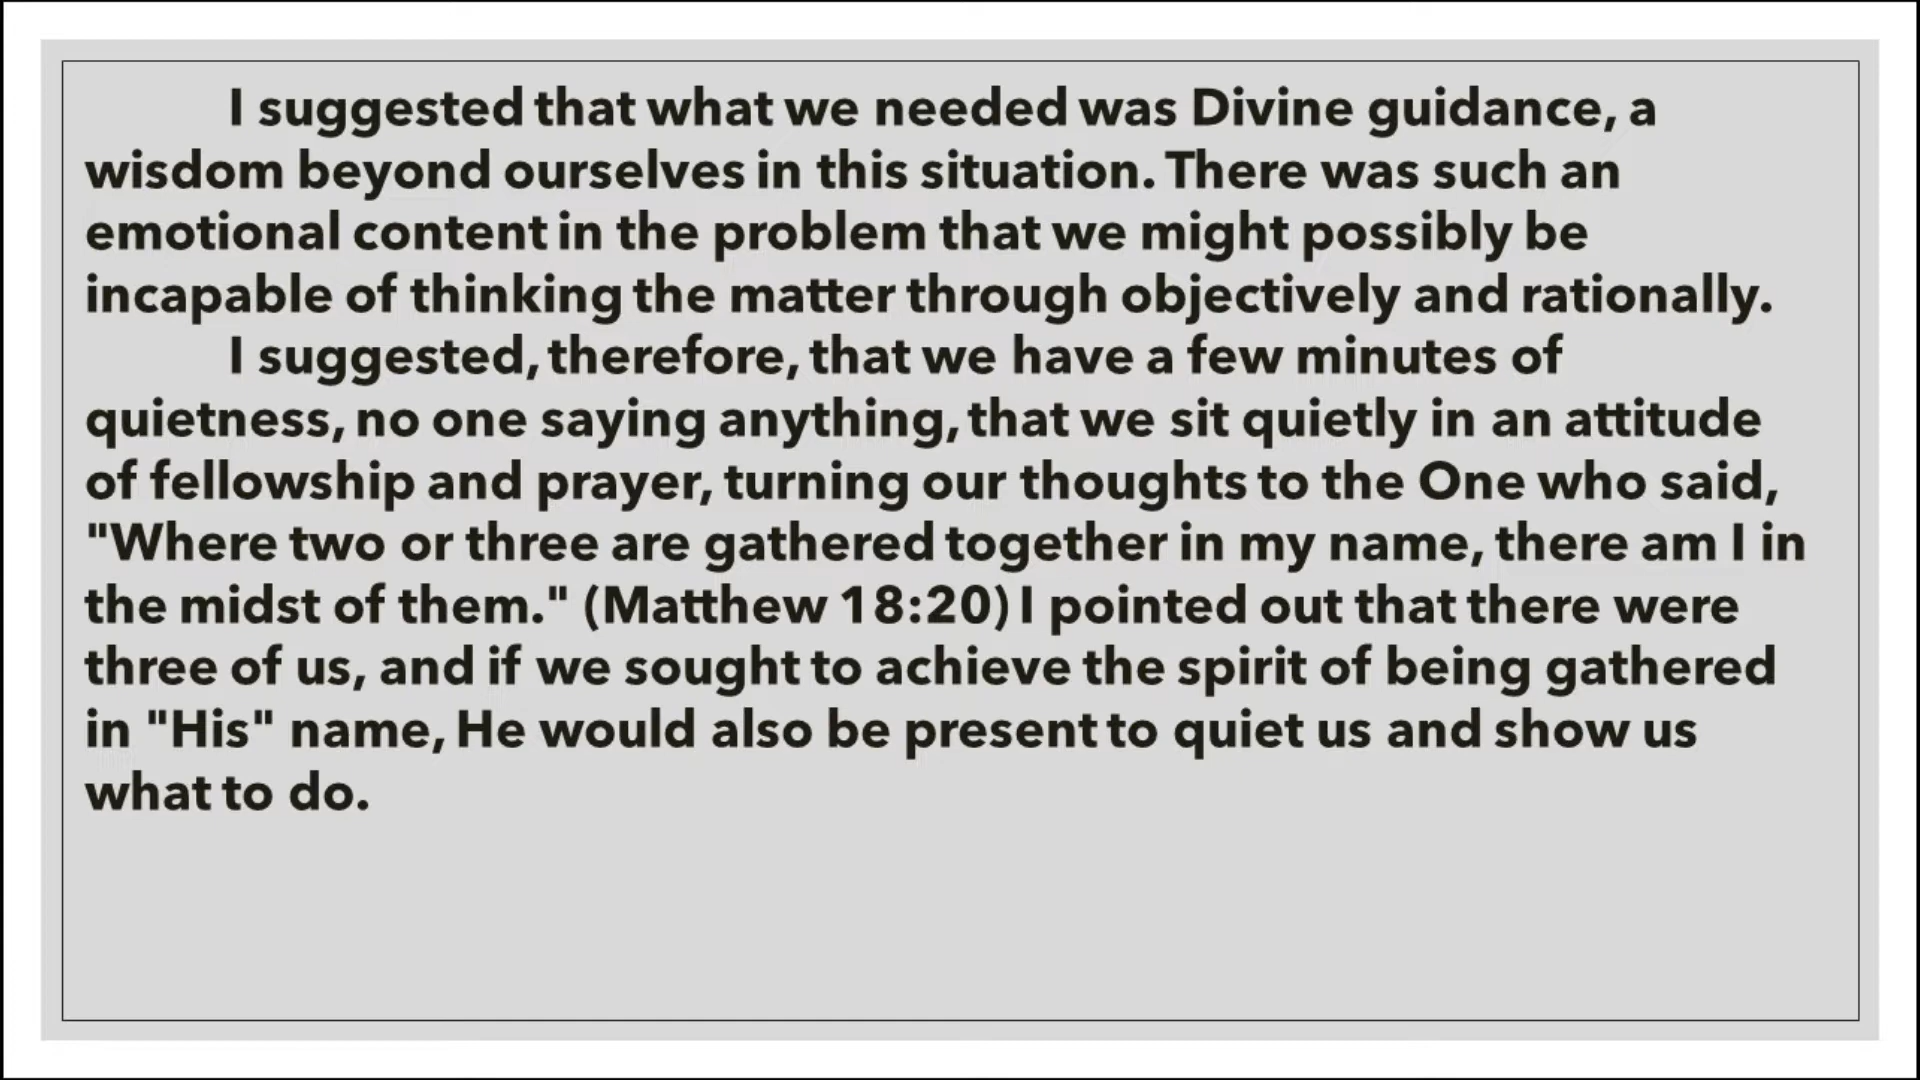 I suggested that what we needed was Divine guidance, a
wisdom beyond ourselves in this situation. There was such an
emotional content in the problem that we might possibly be
incapable of thinking the matter through objectively and rationally.
I suggested, therefore, that we have a few minutes of
quietness, no one saying anything, that we sit quietly in an attitude
of fellowship and prayer, turning our thoughts to the One who said,
"Where two or three are gathered together in my name, there am I in
the midst of them." (Matthew 18:20) I pointed out that there were
three of us, and if we sought to achieve the spirit of being gathered
in "His" name, He would also be present to quiet us and show us
what to do.